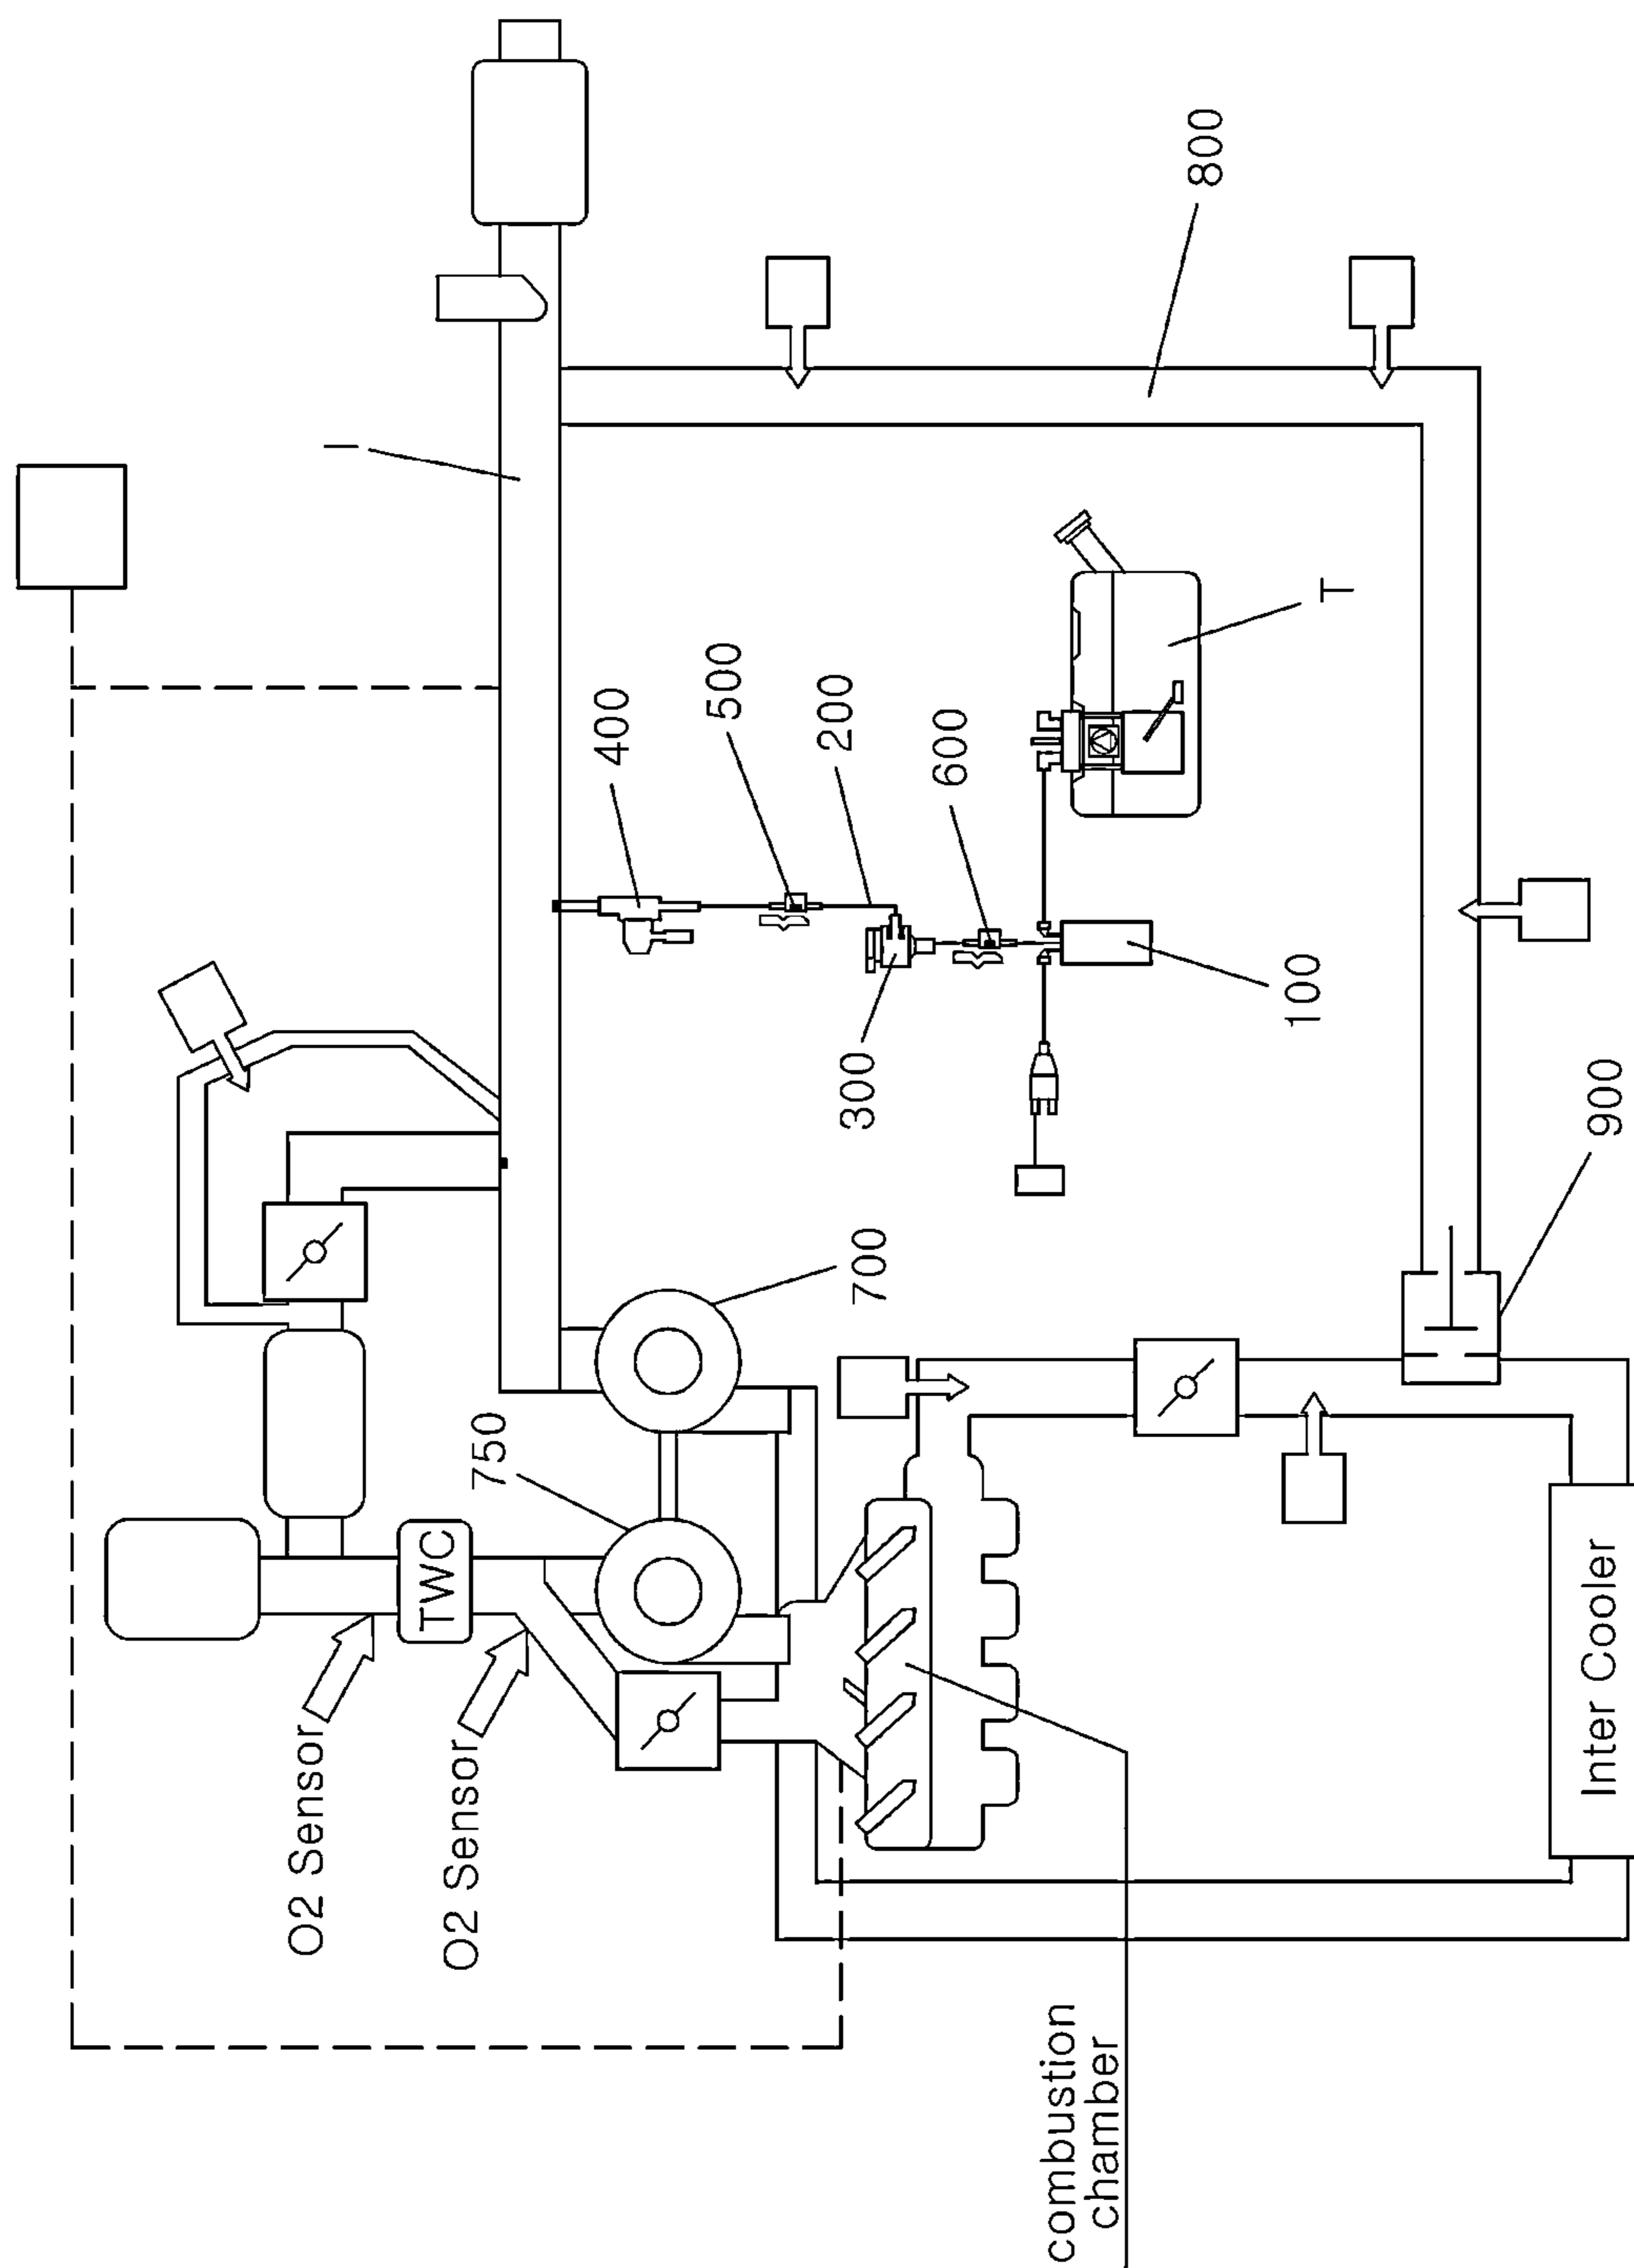 O2 Sensor
I
TWC
O2 Sensor
750
400
500
200
700
300
600
combustion
chamber
800
100
T
Inter Cooler
900